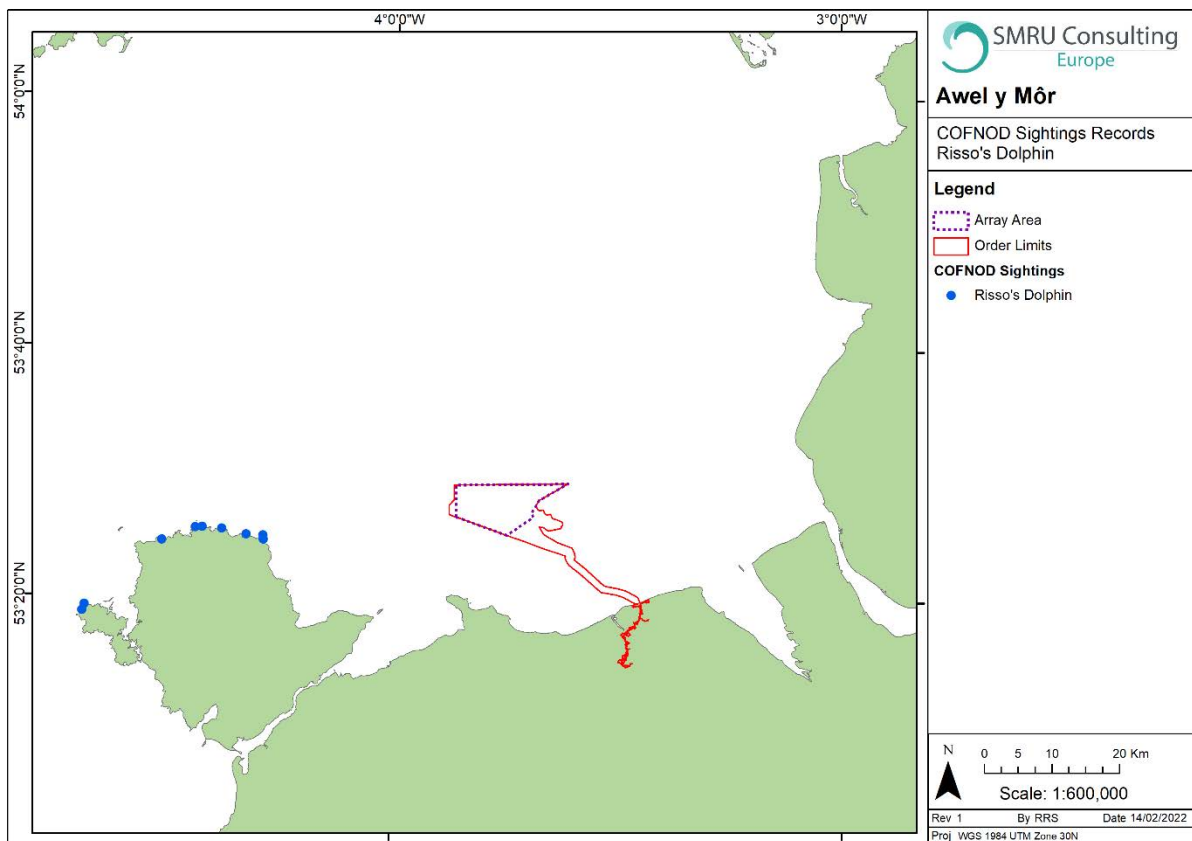 4°0'0"W
3°0'0"W
54°0'0"N
53°40'0"N
53°20'0"N
SMRU Consulting
Europe
Awel y Môr
COFNOD Sightings Records
Risso's Dolphin
Legend
Array Area
Order Limits
COFNOD Sightings
Risso's Dolphin
N
0 5 10 20 Km
Scale: 1:600,000
Rev 1 By RRS Date 14/02/2022
Proj WGS 1984 UTM Zone 30N